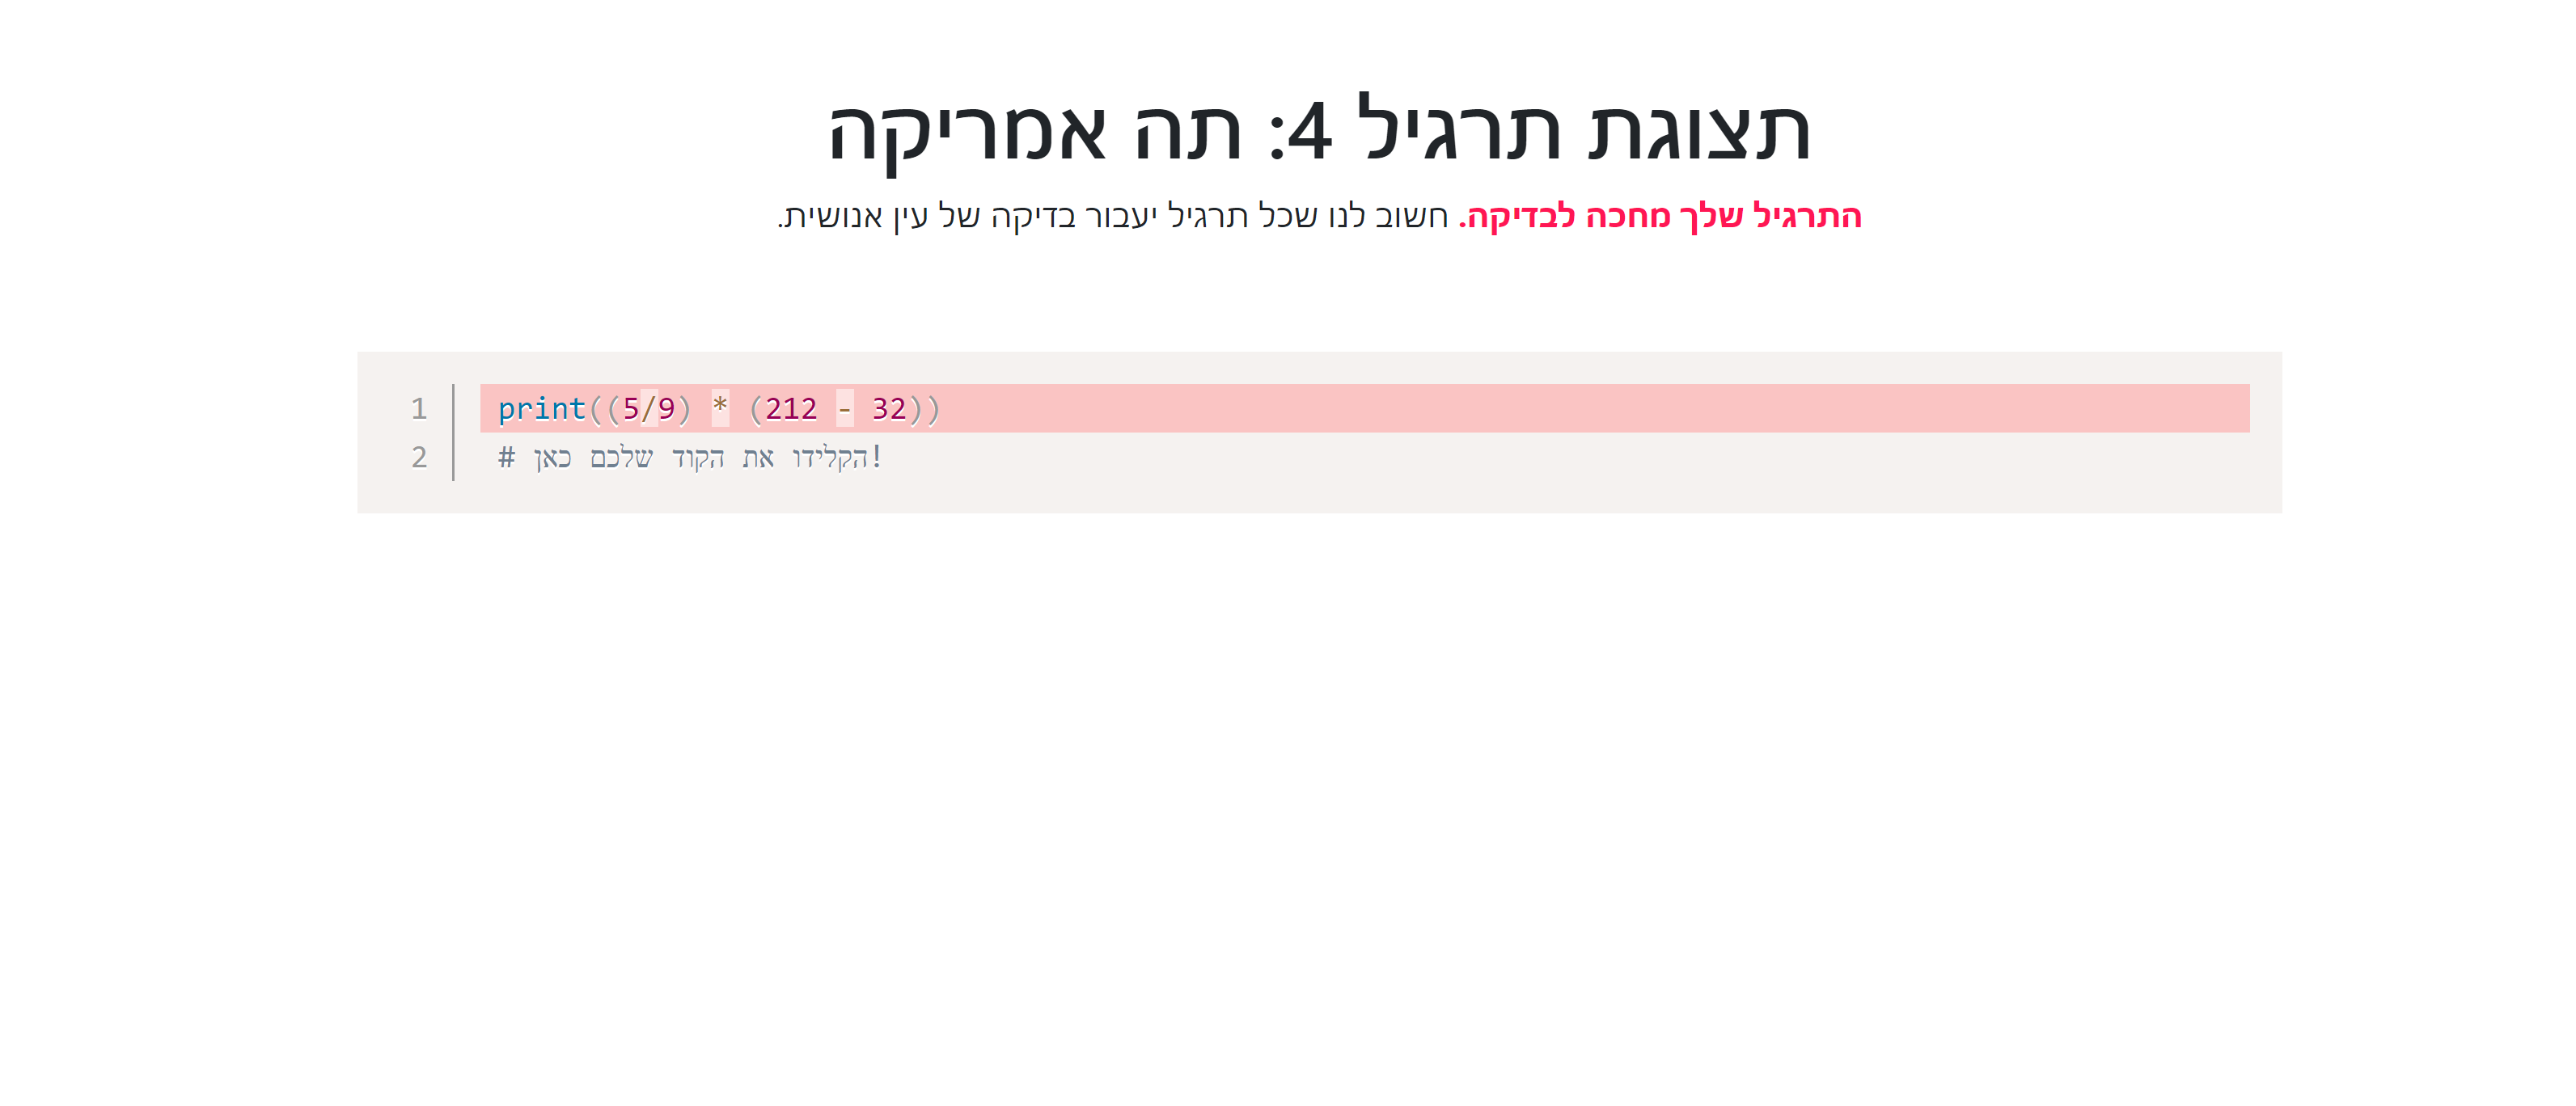 תצוגת תרגיל 4: תה אמריקה
התרגיל שלך מחכה לבדיקה. חשוב לנו שכל תרגיל יעבור בדיקה של עין אנושית.
1 print((5/9) * (212 - 32))
2 # הקלידו את הקוד שלכם כאן!